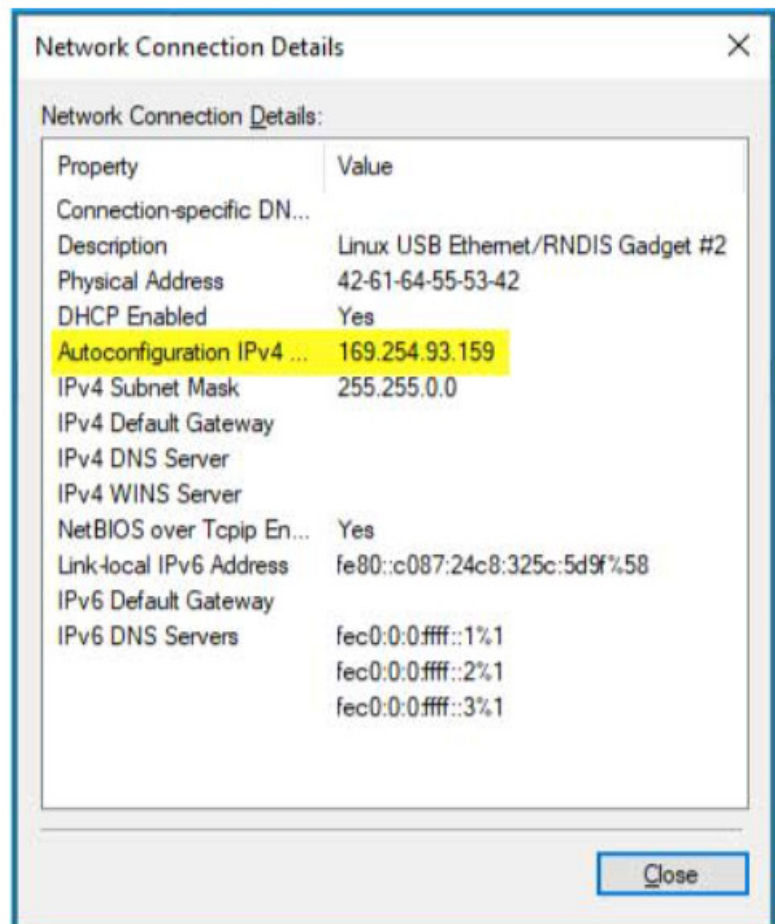 Network Connection Details
Network Connection Details:
Property Value
Connection-specific DN...
Description Linux USB Ethernet/RNDIS Gadget #2
Physical Address 42-61-64-55-53-42
DHCP Enabled Yes
Autoconfiguration IPv4 ... 169.254.93.159
IPv4 Subnet Mask 255.255.0.0
IPv4 Default Gateway
IPv4 DNS Server
IPv4 WINS Server
NetBIOS over Tcpip En... Yes
Link-local IPv6 Address fe80::c087:24c8:325c:5d9f%58
IPv6 Default Gateway
IPv6 DNS Servers fec0:0:0:ffff::1%1
fec0:0:0:ffff::2%1
fec0:0:0:ffff::3%1
Close